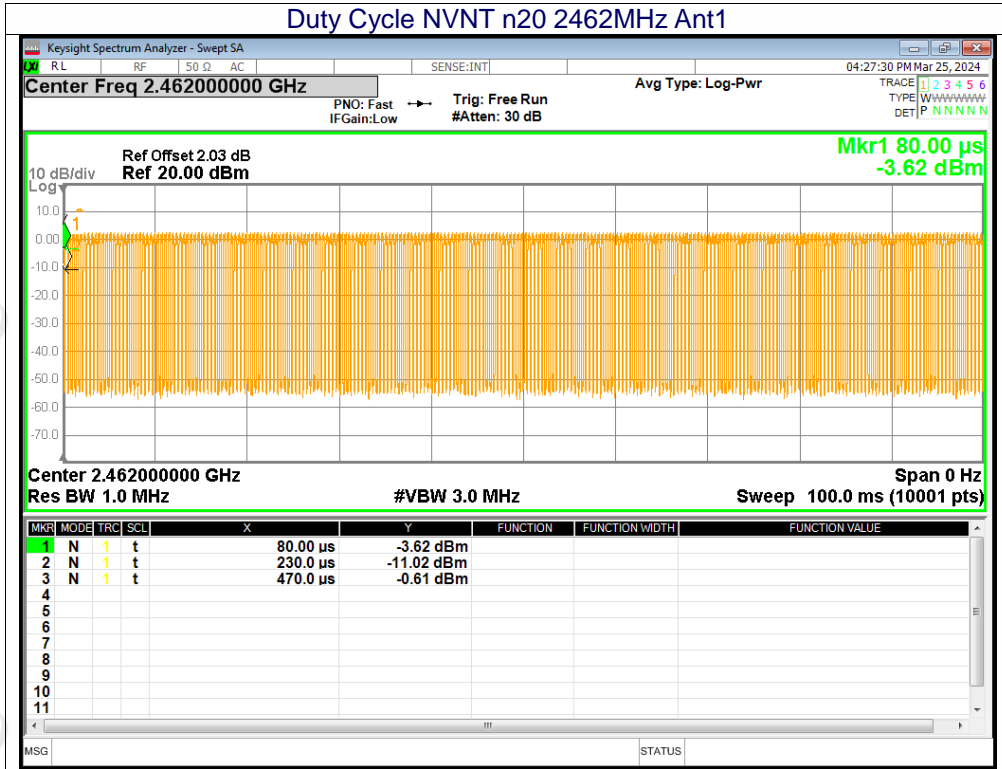 Duty Cycle NVNT n20 2462MHz Ant1
Keysight Spectrum Analyzer - Swept SA
LXI RL RF 50 Ω AC SENSE:INT 04:27:30 PM Mar 25, 2024
Center Freq 2.462000000 GHz Avg Type: Log-Pwr TRACE 1 2 3 4 5 6
PNO: Fast Trig: Free Run TYPE WWWWWW
IFGain:Low #Atten: 30 dB DET P N N N N N
Mkr1 80.00 µs
Ref Offset 2.03 dB
10 dB/div Ref 20.00 dBm -3.62 dBm
Log
10.0
1
0.00
-10.0
-20.0
-30.0
-40.0
-50.0
-60.0
-70.0
Center 2.462000000 GHz Span 0 Hz
Res BW 1.0 MHz #VBW 3.0 MHz Sweep 100.0 ms (10001 pts)
MKR MODE TRC SCL X Y FUNCTION FUNCTION WIDTH FUNCTION VALUE
1 N 1 t 80.00 µs -3.62 dBm
2 N 1 t 230.0 µs -11.02 dBm
3 N 1 t 470.0 µs -0.61 dBm
4
5
6
7
8
9
10
11
MSG STATUS